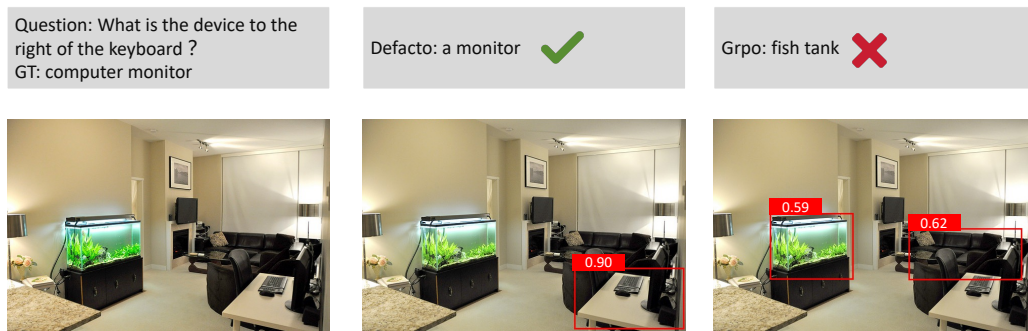 Question: What is the device to the
right of the keyboard ?
GT: computer monitor
Defacto: a monitor
Grpo: fish tank
0.90
0.59
0.62